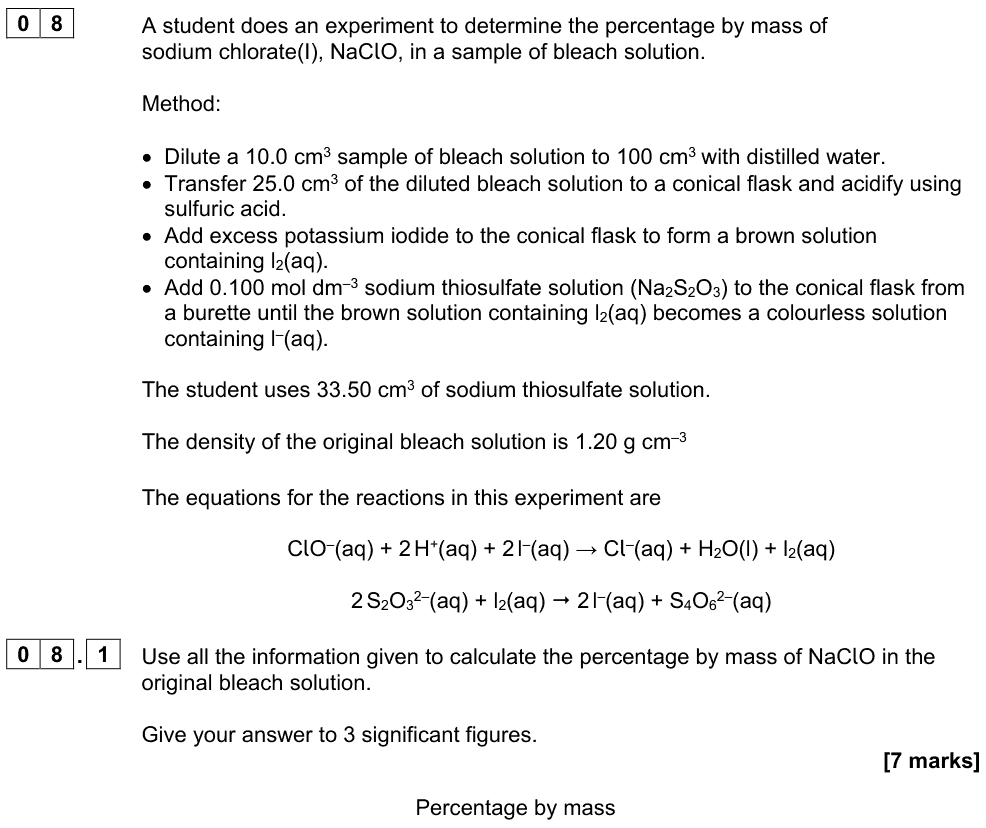 0 8 A student does an experiment to determine the percentage by mass of
sodium chlorate(I), NaClO, in a sample of bleach solution.
Method:
• Dilute a 10.0 cm³ sample of bleach solution to 100 cm³ with distilled water.
• Transfer 25.0 cm³ of the diluted bleach solution to a conical flask and acidify using
sulfuric acid.
• Add excess potassium iodide to the conical flask to form a brown solution
containing I₂(aq).
• Add 0.100 mol dm⁻³ sodium thiosulfate solution (Na₂S₂O₃) to the conical flask from
a burette until the brown solution containing I₂(aq) becomes a colourless solution
containing I⁻(aq).
The student uses 33.50 cm³ of sodium thiosulfate solution.
The density of the original bleach solution is 1.20 g cm⁻³
The equations for the reactions in this experiment are
ClO⁻(aq) + 2 H⁺(aq) + 2 I⁻(aq) → Cl⁻(aq) + H₂O(l) + I₂(aq)
2 S₂O₃²⁻(aq) + I₂(aq) → 2 I⁻(aq) + S₄O₆²⁻(aq)
0 8 . 1 Use all the information given to calculate the percentage by mass of NaClO in the
original bleach solution.
Give your answer to 3 significant figures.
[7 marks]
Percentage by mass